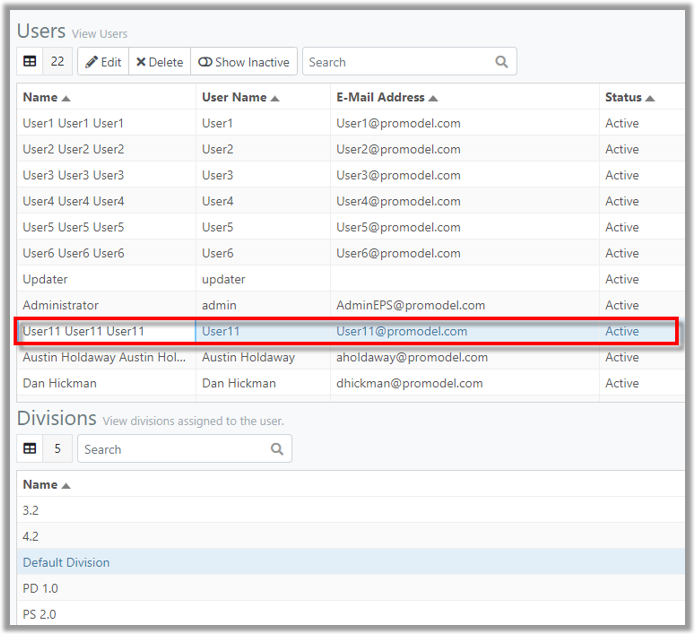 Users View Users
22 Edit Delete Show Inactive Search
Name User Name E-Mail Address Status
User1 User1 User1 User1 User1@promodel.com Active
User2 User2 User2 User2 User2@promodel.com Active
User3 User3 User3 User3 User3@promodel.com Active
User4 User4 User4 User4 User4@promodel.com Active
User5 User5 User5 User5 User5@promodel.com Active
User6 User6 User6 User6 User6@promodel.com Active
Updater updater Active
Administrator admin AdminEPS@promodel.com Active
User11 User11 User11 User11 User11@promodel.com Active
Austin Holdaway Austin Hol... Austin Holdaway aholdaway@promodel.com Active
Dan Hickman Dan Hickman dhickman@promodel.com Active
Divisions View divisions assigned to the user.
5 Search
Name
3.2
4.2
Default Division
PD 1.0
PS 2.0